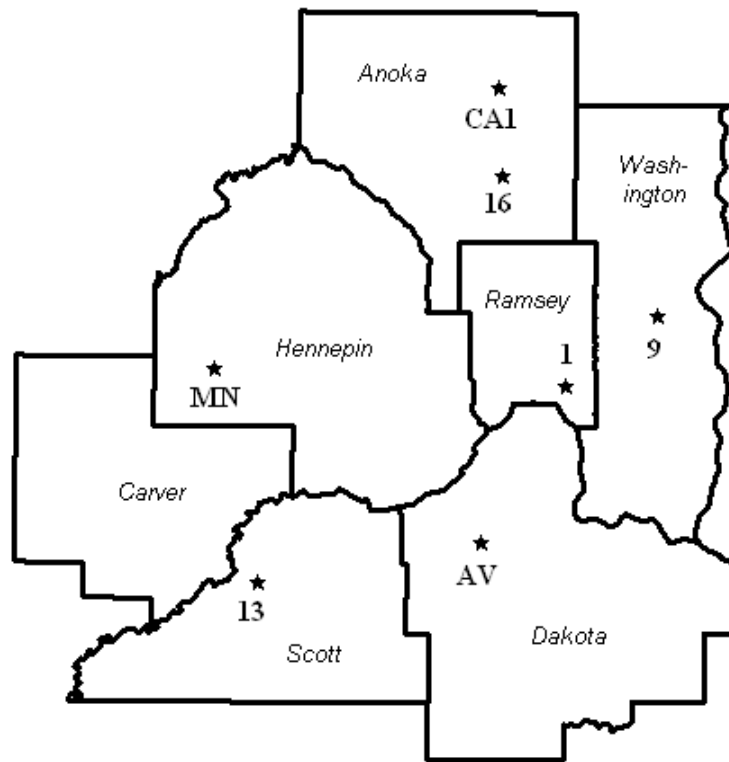 Anoka
CA1
16
Wash-
ington
Ramsey
1
9
Hennepin
MN
Carver
13
AV
Scott
Dakota